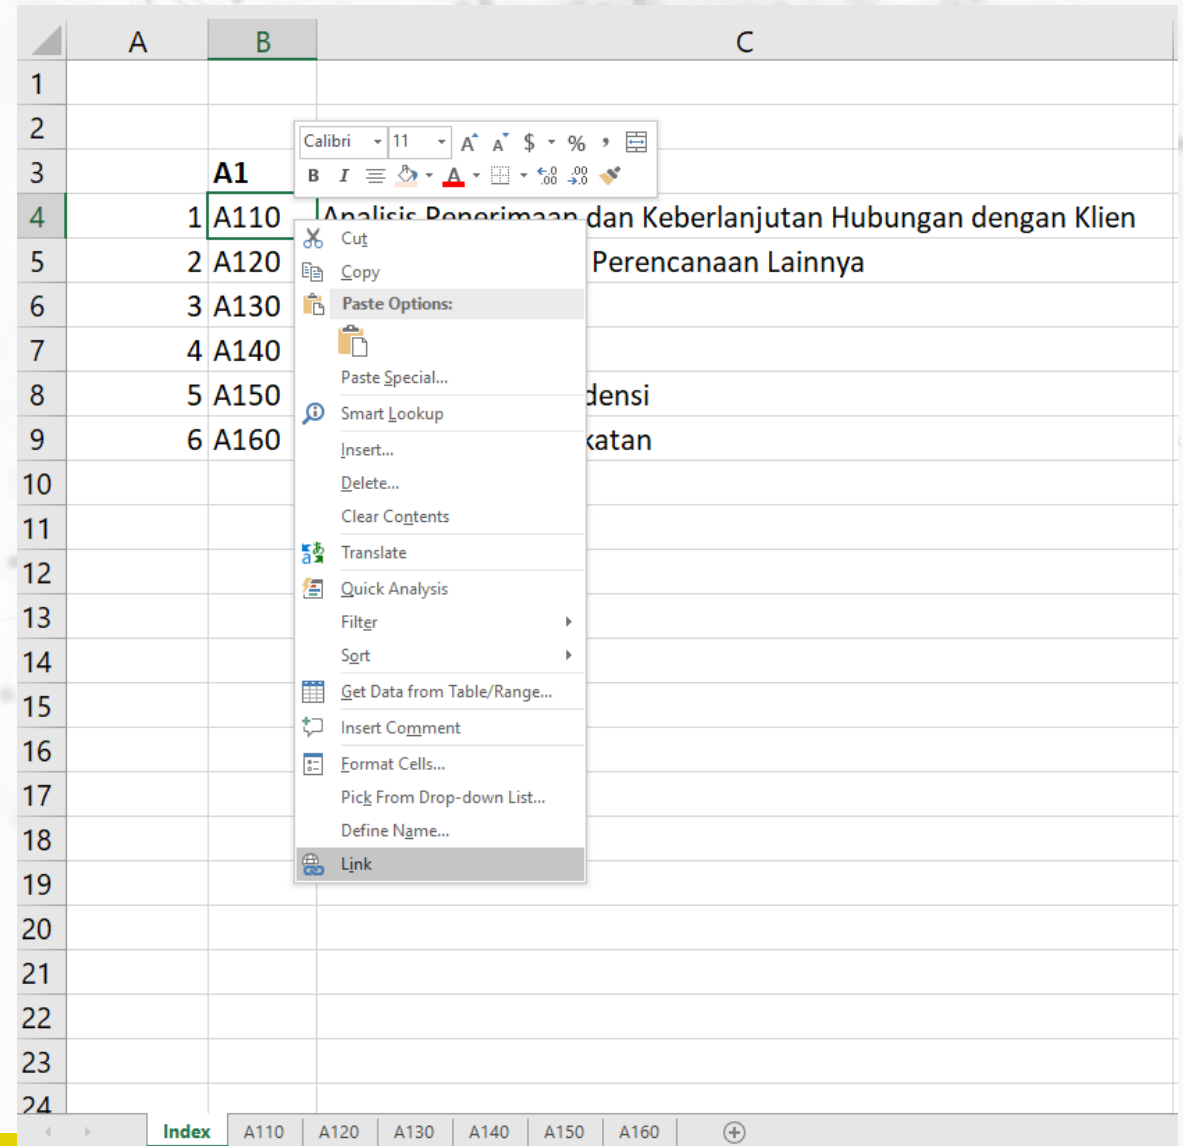 A B C
1
2
Calibri 11 $ % ,
B I A .00 .00
3 A1
4 1 A110 Analisis Penerimaan dan Keberlanjutan Hubungan dengan Klien
5 2 A120 Perencanaan Lainnya
6 3 A130
7 4 A140
8 5 A150 densi
9 6 A160 katan
10
11
12
13
14
15
16
17
18
19
20
21
22
23
24
Cut
Copy
Paste Options:
Paste Special...
Smart Lookup
Insert...
Delete...
Clear Contents
Translate
Quick Analysis
Filter
Sort
Get Data from Table/Range...
Insert Comment
Format Cells...
Pick From Drop-down List...
Define Name...
Link
Index A110 A120 A130 A140 A150 A160